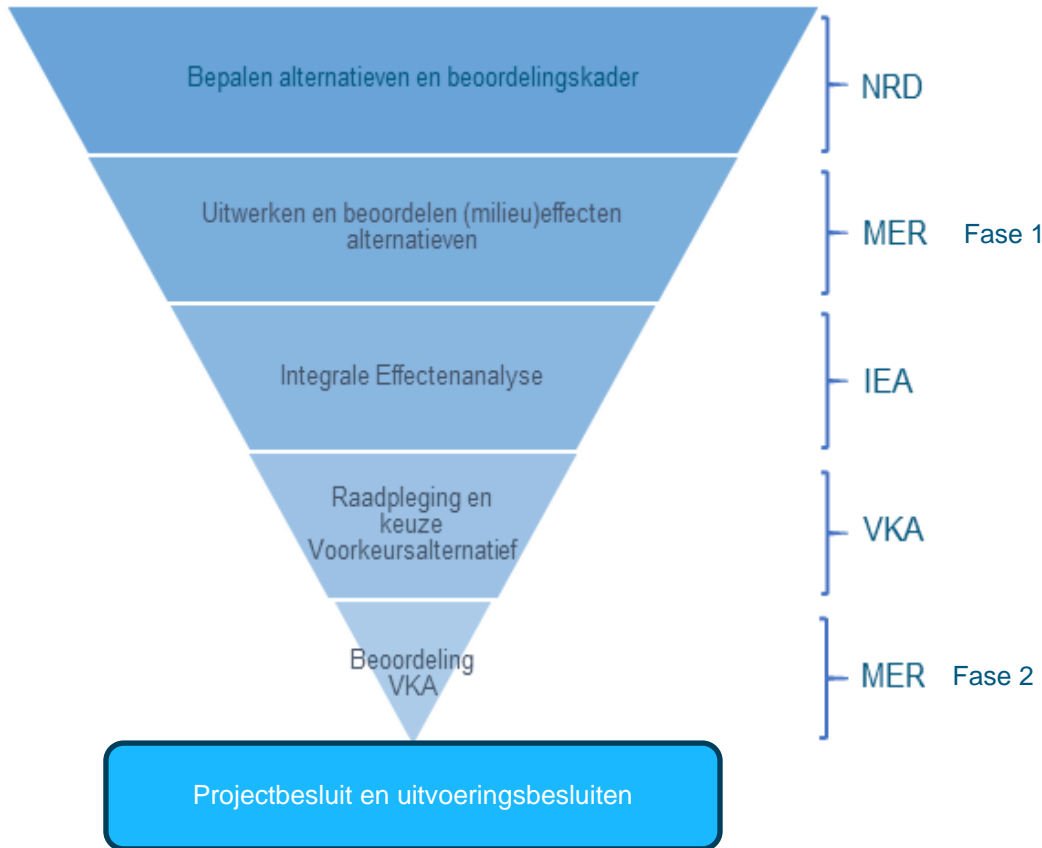 Bepalen alternatieven en beoordelingskader
NRD
Uitwerken en beoordelen (milieu)effecten
alternatieven
MER Fase 1
Integrale Effectenanalyse
IEA
Raadpleging en
keuze
Voorkeursalternatief
VKA
Beoordeling
VKA
MER Fase 2
Projectbesluit en uitvoeringsbesluiten